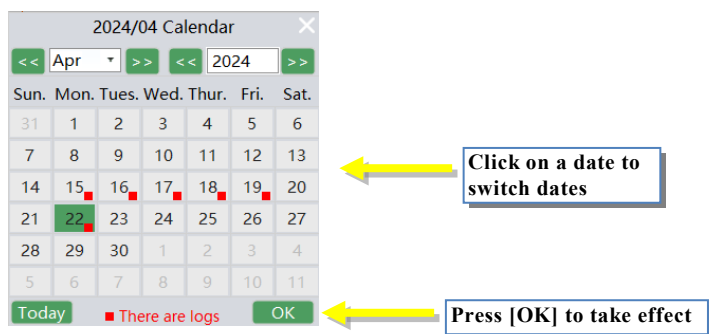 2024/04 Calendar ×
<< Apr >> << 2024 >>
Sun. Mon. Tues. Wed. Thur. Fri. Sat.
31 1 2 3 4 5 6
7 8 9 10 11 12 13
14 15 16 17 18 19 20
21 22 23 24 25 26 27
28 29 30 1 2 3 4
5 6 7 8 9 10 11
Today There are logs OK
Click on a date to
switch dates
Press [OK] to take effect